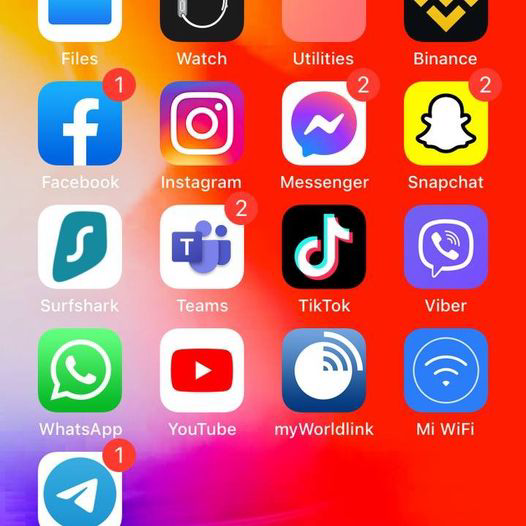 Files Watch Utilities Binance
1 2 2
Facebook Instagram Messenger Snapchat
2
T
Surfshark Teams TikTok Viber
WhatsApp YouTube myWorldlink Mi WiFi
1